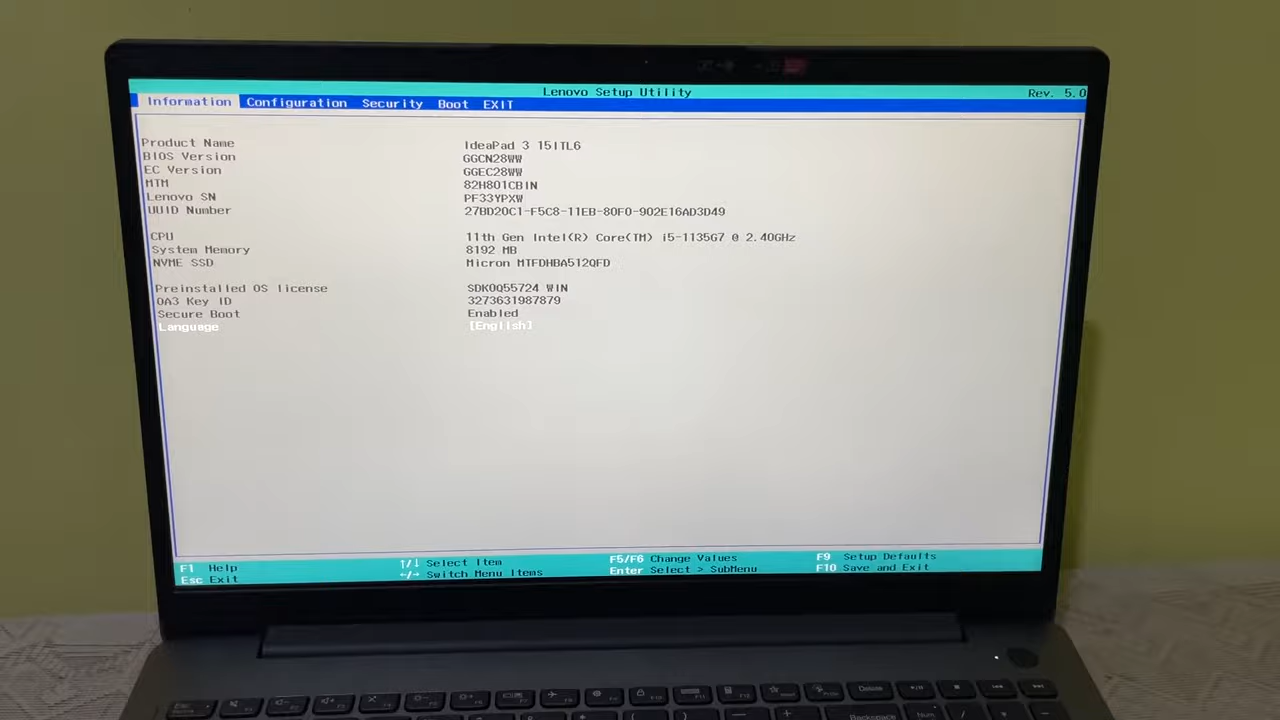 Lenovo Setup Utility
Rev. 5.0
Information Configuration Security Boot EXIT
Product Name IdeaPad 3 15ITL6
BIOS Version GGCN28WW
EC Version GGEC28WW
MTM 82H801CBIN
Lenovo SN PF33YPXW
UUID Number 27BD20C1-F5C8-11EB-80F0-902E16AD3D49
CPU 11th Gen Intel(R) Core(TM) i5-1135G7 @ 2.40GHz
System Memory 8192 MB
NVME SSD Micron MTFDHBA512QFD
Preinstalled OS license SDK0Q55724 WIN
OA3 Key ID 3273631987879
Secure Boot Enabled
Language [English]
F1 Help ↑/↓ Select Item F5/F6 Change Values F9 Setup Defaults
Esc Exit ←/→ Switch Menu Items Enter Select > SubMenu F10 Save and Exit
Delete
Backspace